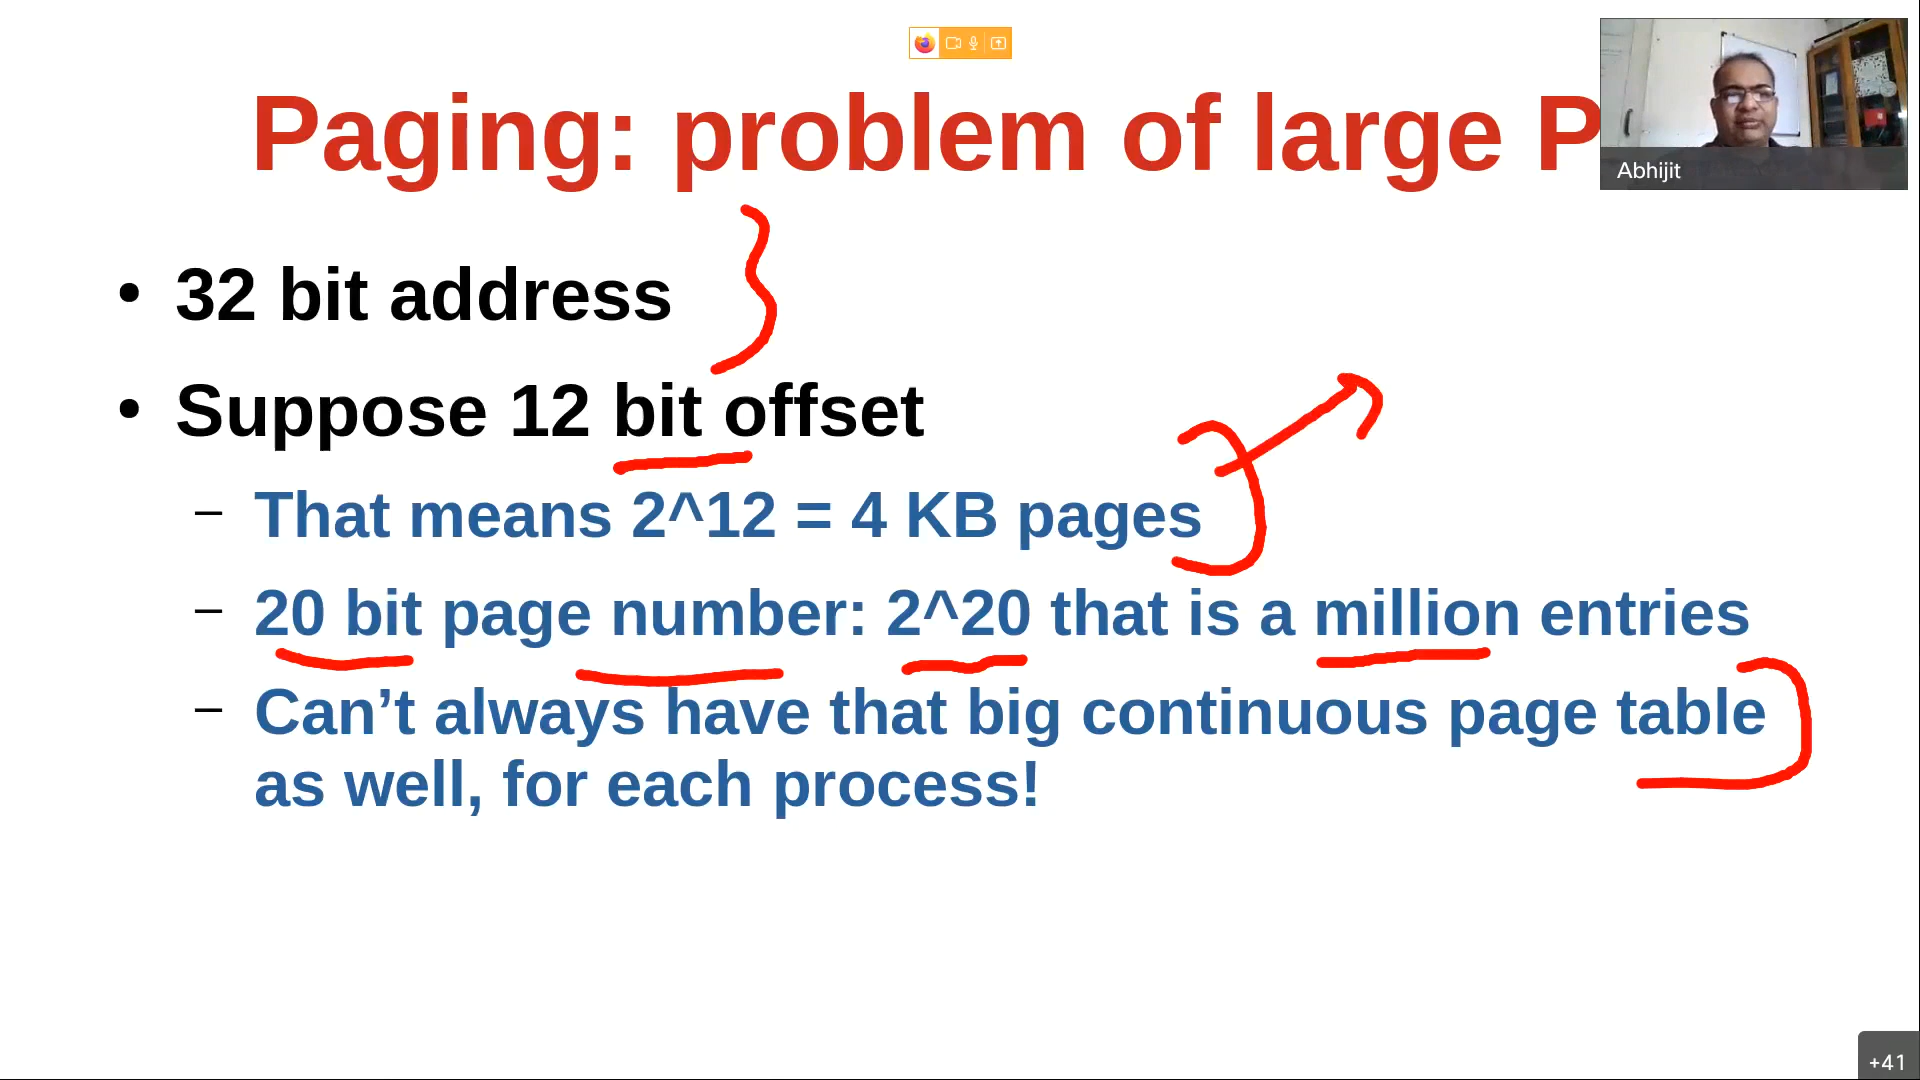 Paging: problem of large P
Abhijit
• 32 bit address
• Suppose 12 bit offset
– That means 2^12 = 4 KB pages
– 20 bit page number: 2^20 that is a million entries
– Can’t always have that big continuous page table
as well, for each process!
+41